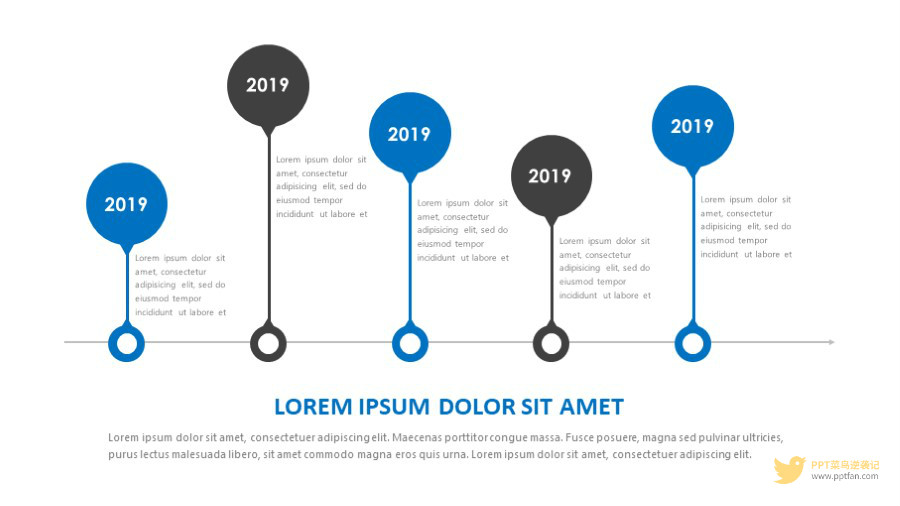 2019
Lorem ipsum dolor sit
amet, consectetur
adipisicing elit, sed do
eiusmod tempor
incididunt ut labore et
2019
Lorem ipsum dolor sit
amet, consectetur
adipisicing elit, sed do
eiusmod tempor
incididunt ut labore et
2019
Lorem ipsum dolor sit
amet, consectetur
adipisicing elit, sed do
eiusmod tempor
incididunt ut labore et
2019
Lorem ipsum dolor sit
amet, consectetur
adipisicing elit, sed do
eiusmod tempor
incididunt ut labore et
2019
Lorem ipsum dolor sit
amet, consectetur
adipisicing elit, sed do
eiusmod tempor
incididunt ut labore et
LOREM IPSUM DOLOR SIT AMET
Lorem ipsum dolor sit amet, consectetuer adipiscing elit. Maecenas porttitor congue massa. Fusce posuere, magna sed pulvinar ultricies,
purus lectus malesuada libero, sit amet commodo magna eros quis urna. Lorem ipsum dolor sit amet, consectetuer adipiscing elit.
PPT菜鸟逆袭记
www.pptfan.com